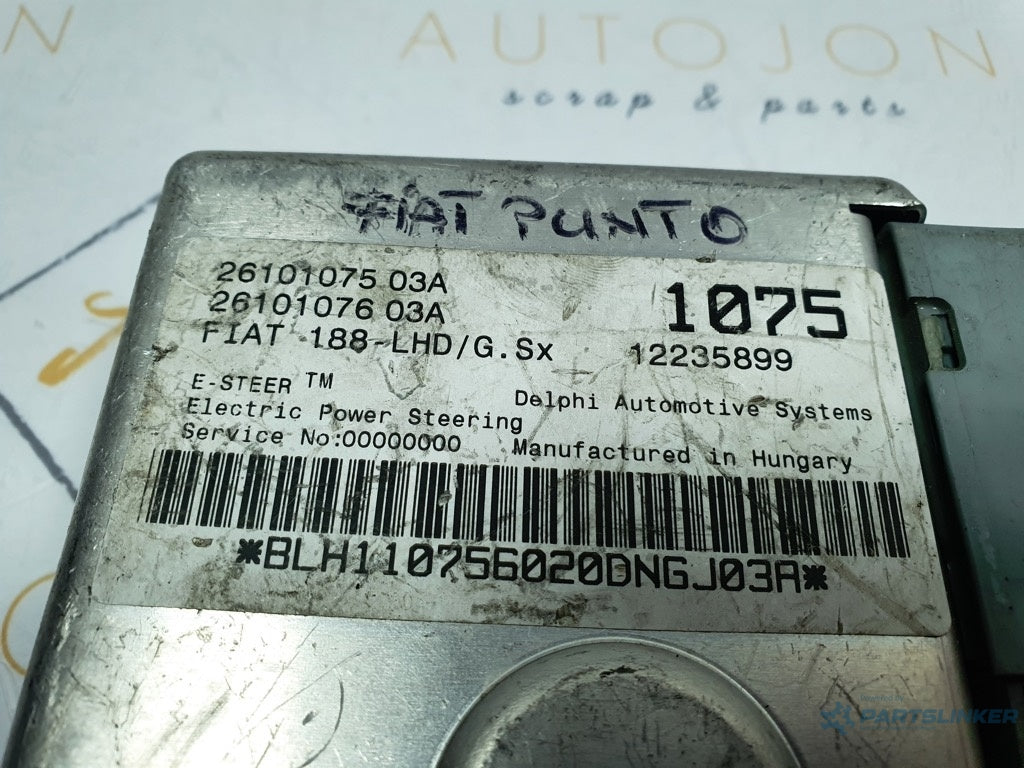 N AUTOJON
scrap & parts
FIAT PUNTO
26101075 03A
26101076 03A
1075
FIAT 188-LHD/G.Sx
12235899
E-STEER TM
Delphi Automotive Systems
Electric Power Steering
Service No:00000000
Manufactured in Hungary
*BLH110756020DNGJ03A*
PARTSLINKER